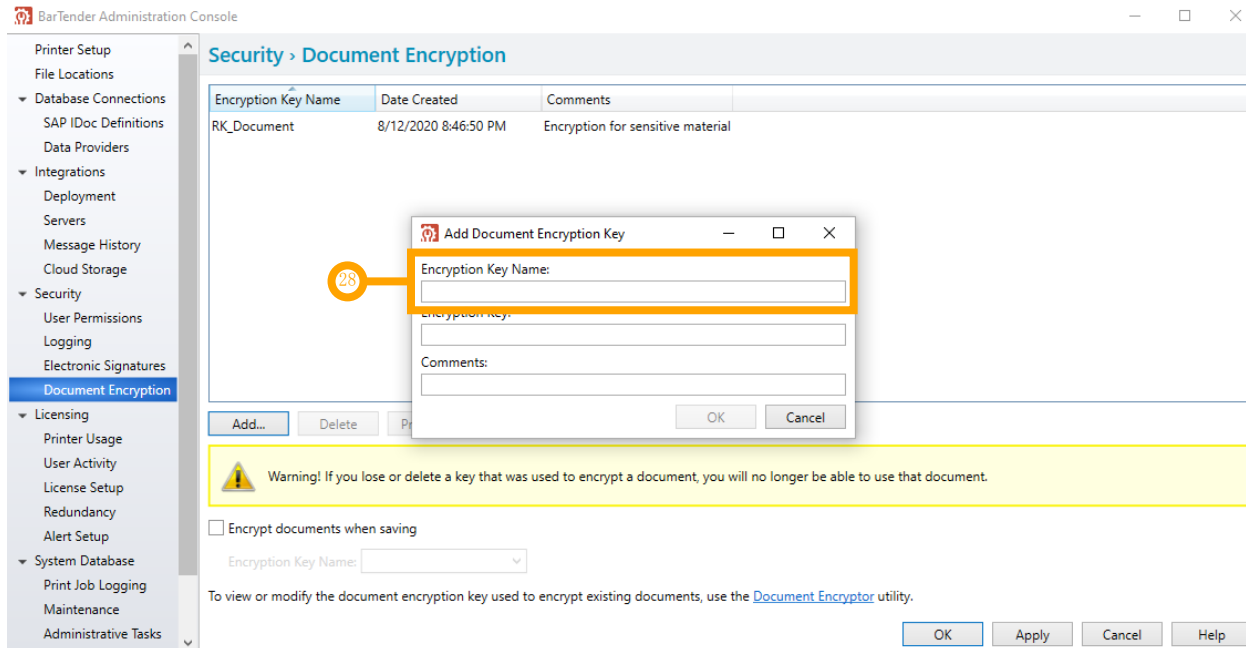 BarTender Administration Console
Printer Setup
File Locations
Database Connections
SAP IDoc Definitions
Data Providers
Integrations
Deployment
Servers
Message History
Cloud Storage
Security
User Permissions
Logging
Electronic Signatures
Document Encryption
Licensing
Printer Usage
User Activity
License Setup
Redundancy
Alert Setup
System Database
Print Job Logging
Maintenance
Administrative Tasks
Security › Document Encryption
Encryption Key Name Date Created Comments
RK_Document 8/12/2020 8:46:50 PM Encryption for sensitive material
Add Document Encryption Key
28
Encryption Key Name:
Encryption Key:
Comments:
OK Cancel
Add... Delete
Warning! If you lose or delete a key that was used to encrypt a document, you will no longer be able to use that document.
Encrypt documents when saving
Encryption Key Name:
To view or modify the document encryption key used to encrypt existing documents, use the Document Encryptor utility.
OK Apply Cancel Help